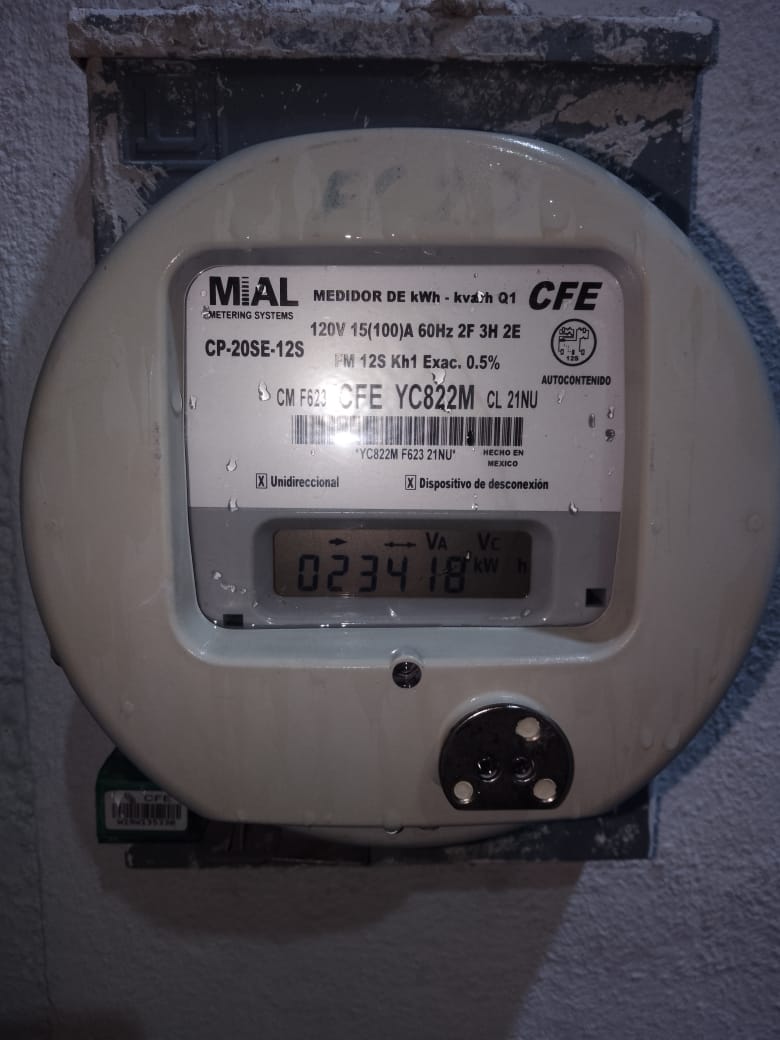 MIAL
METERING SYSTEMS
MEDIDOR DE kWh - kvarh Q1
CFE
120V 15(100)A 60Hz 2F 3H 2E
CP-20SE-12S
FM 12S Kh1 Exac. 0.5%
12S
AUTOCONTENIDO
CM F623 CFE YC822M CL 21NU
*YC822M F623 21NU*
HECHO EN
MEXICO
X Unidireccional
X Dispositivo de desconexión
VA VC
023418 kW h
CFE